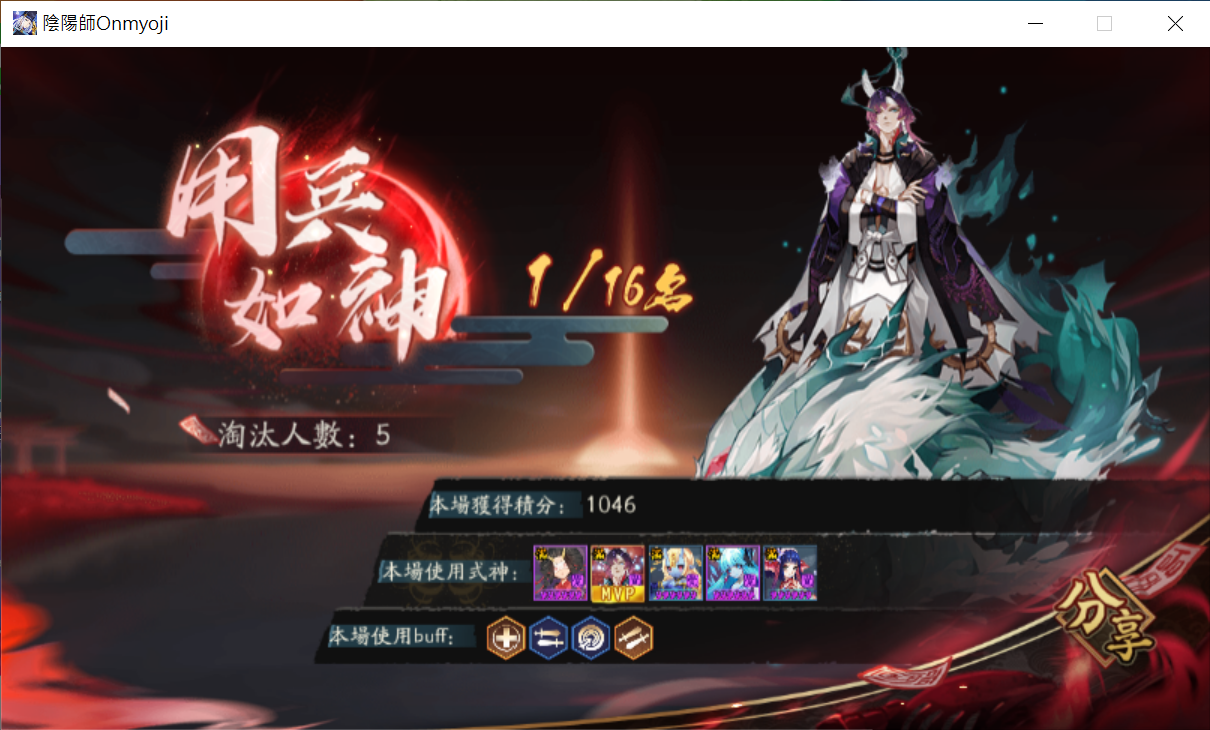 陰陽師Onmyoji
用兵
如神
1/16名
淘汰人數：5
本場獲得積分：1046
本場使用式神：
MVP
本場使用buff:
分享